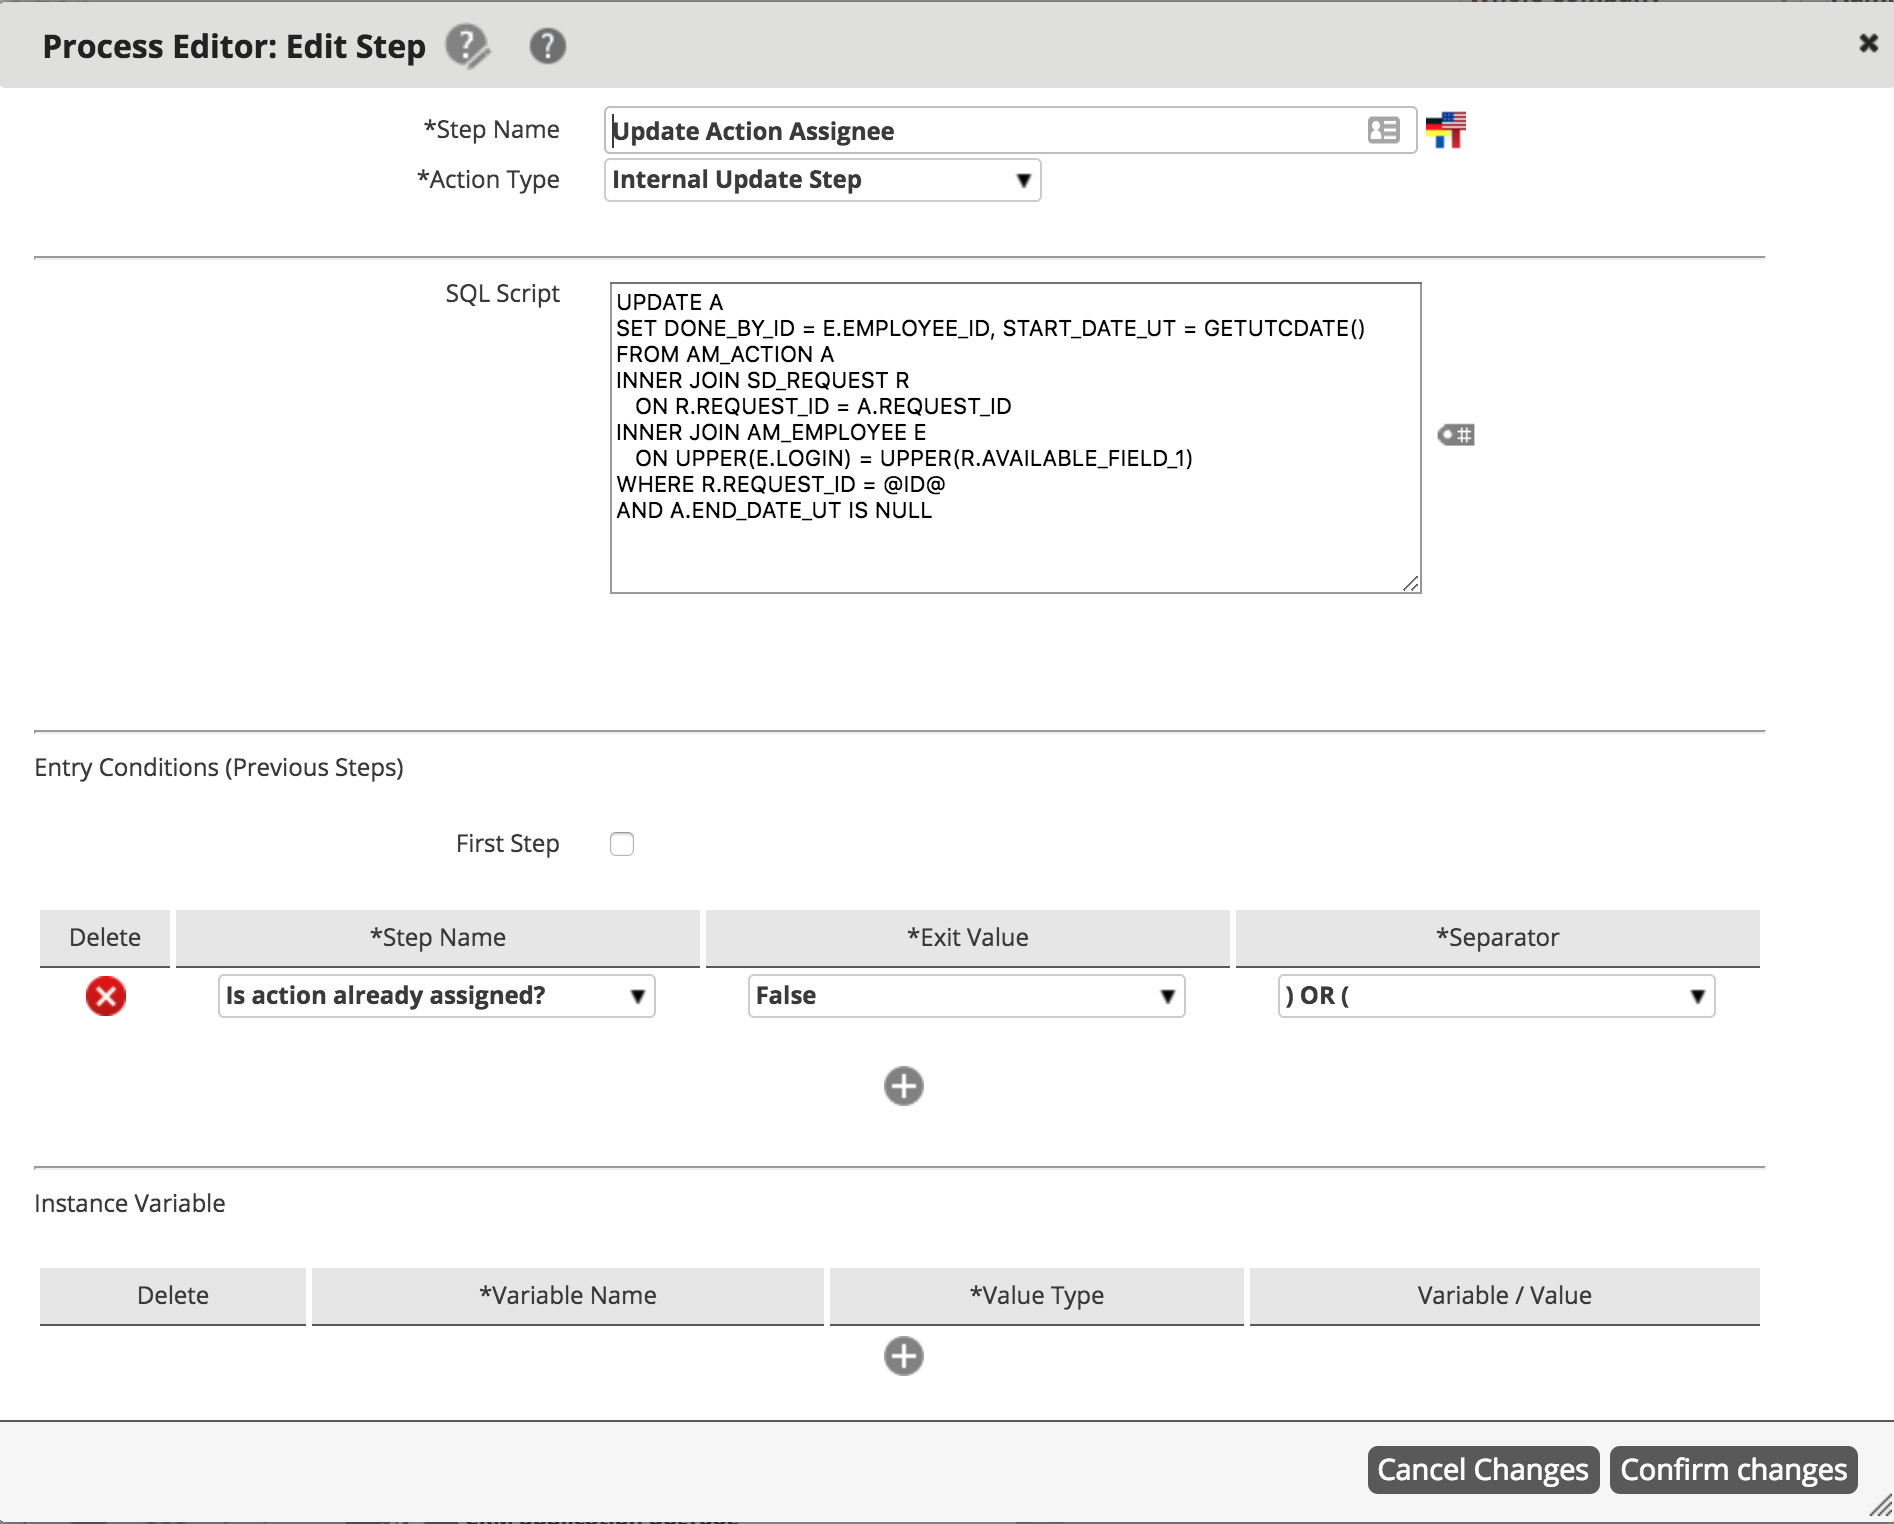 Process Editor: Edit Step
*Step Name
Update Action Assignee
*Action Type
Internal Update Step
SQL Script
UPDATE A
SET DONE_BY_ID = E.EMPLOYEE_ID, START_DATE_UT = GETUTCDATE()
FROM AM_ACTION A
INNER JOIN SD_REQUEST R
ON R.REQUEST_ID = A.REQUEST_ID
INNER JOIN AM_EMPLOYEE E
ON UPPER(E.LOGIN) = UPPER(R.AVAILABLE_FIELD_1)
WHERE R.REQUEST_ID = @ID@
AND A.END_DATE_UT IS NULL
Entry Conditions (Previous Steps)
First Step
Delete *Step Name *Exit Value *Separator
Is action already assigned? False ) OR (
Instance Variable
Delete *Variable Name *Value Type Variable / Value
Cancel Changes Confirm changes